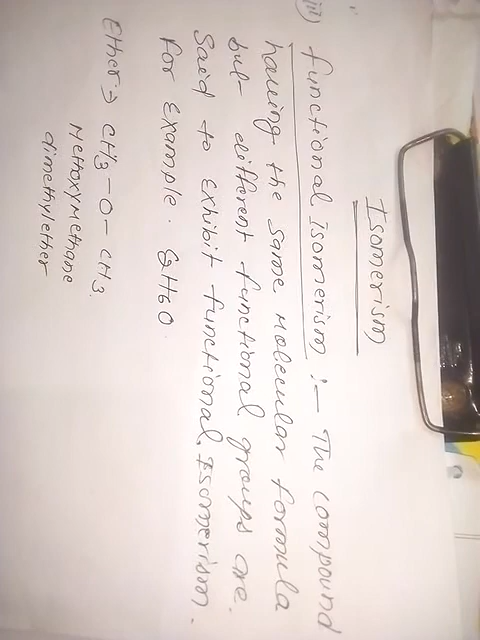 Isomerism
iii) functional Isomerism :- The compound
having the same molecular formula
but different functional groups are.
Said to exhibit functional Isomerism.
for Example. C2H6O
Ether → CH3-O-CH3.
Methoxymethane
dimethylether